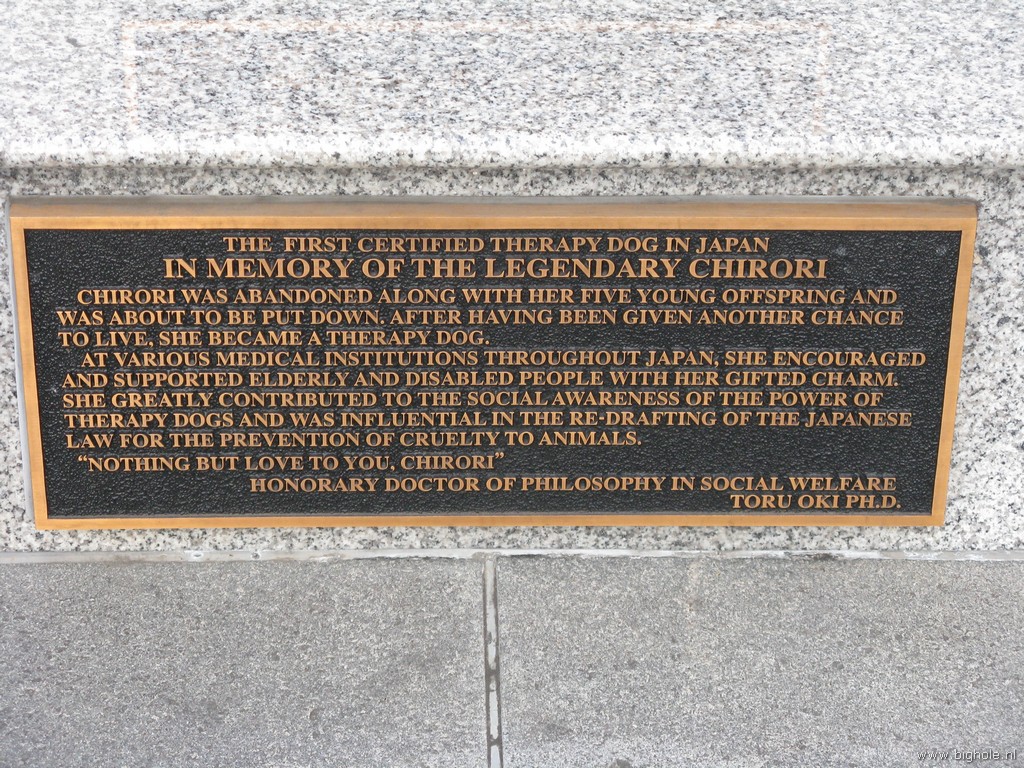 THE FIRST CERTIFIED THERAPY DOG IN JAPAN
IN MEMORY OF THE LEGENDARY CHIRORI
CHIRORI WAS ABANDONED ALONG WITH HER FIVE YOUNG OFFSPRING AND
WAS ABOUT TO BE PUT DOWN. AFTER HAVING BEEN GIVEN ANOTHER CHANCE
TO LIVE, SHE BECAME A THERAPY DOG.
AT VARIOUS MEDICAL INSTITUTIONS THROUGHOUT JAPAN, SHE ENCOURAGED
AND SUPPORTED ELDERLY AND DISABLED PEOPLE WITH HER GIFTED CHARM.
SHE GREATLY CONTRIBUTED TO THE SOCIAL AWARENESS OF THE POWER OF
THERAPY DOGS AND WAS INFLUENTIAL IN THE RE-DRAFTING OF THE JAPANESE
LAW FOR THE PREVENTION OF CRUELTY TO ANIMALS.
“NOTHING BUT LOVE TO YOU, CHIRORI”
HONORARY DOCTOR OF PHILOSOPHY IN SOCIAL WELFARE
TORU OKI PH.D.
www.bighole.nl